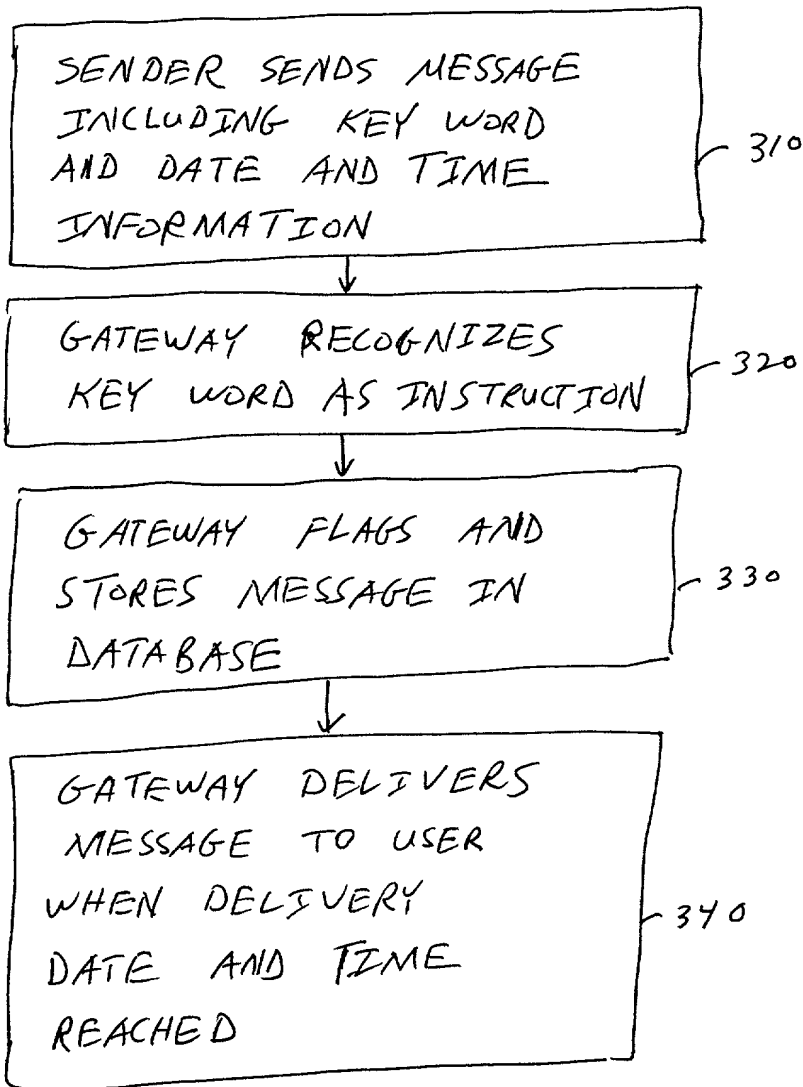 SENDER SENDS MESSAGE
INCLUDING KEY WORD
AND DATE AND TIME
INFORMATION
310
GATEWAY RECOGNIZES
KEY WORD AS INSTRUCTION
320
GATEWAY FLAGS AND
STORES MESSAGE IN
DATABASE
330
GATEWAY DELIVERS
MESSAGE TO USER
WHEN DELIVERY
DATE AND TIME
REACHED
340